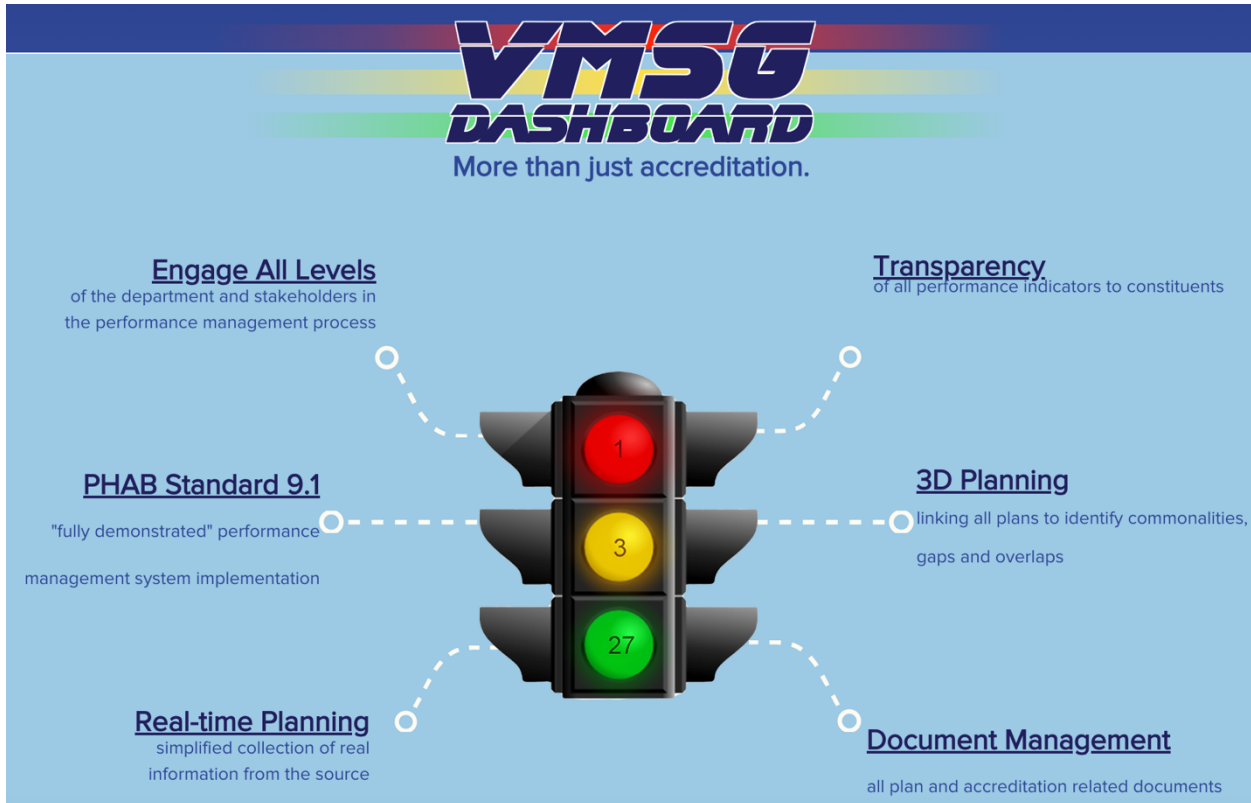 VMSG
DASHBOARD
More than just accreditation.
Engage All Levels
of the department and stakeholders in
the performance management process
Transparency
of all performance indicators to constituents
1
PHAB Standard 9.1
"fully demonstrated" performance
management system implementation
3
3D Planning
linking all plans to identify commonalities,
gaps and overlaps
27
Real-time Planning
simplified collection of real
information from the source
Document Management
all plan and accreditation related documents